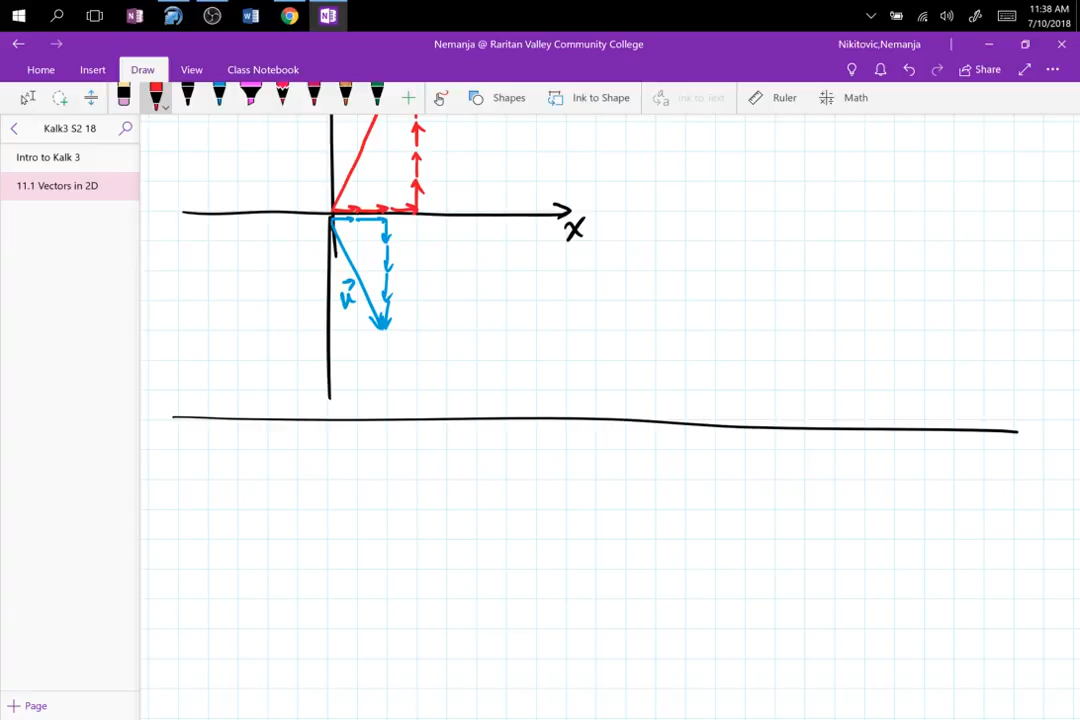 11:38 AM
7/10/2018
Nemanja @ Raritan Valley Community College
Nikitovic,Nemanja
Home Insert Draw View Class Notebook
Share
Shapes Ink to Shape Ink to Text Ruler Math
Kalk3 S2 18
Intro to Kalk 3
11.1 Vectors in 2D
x
u⃗
Page